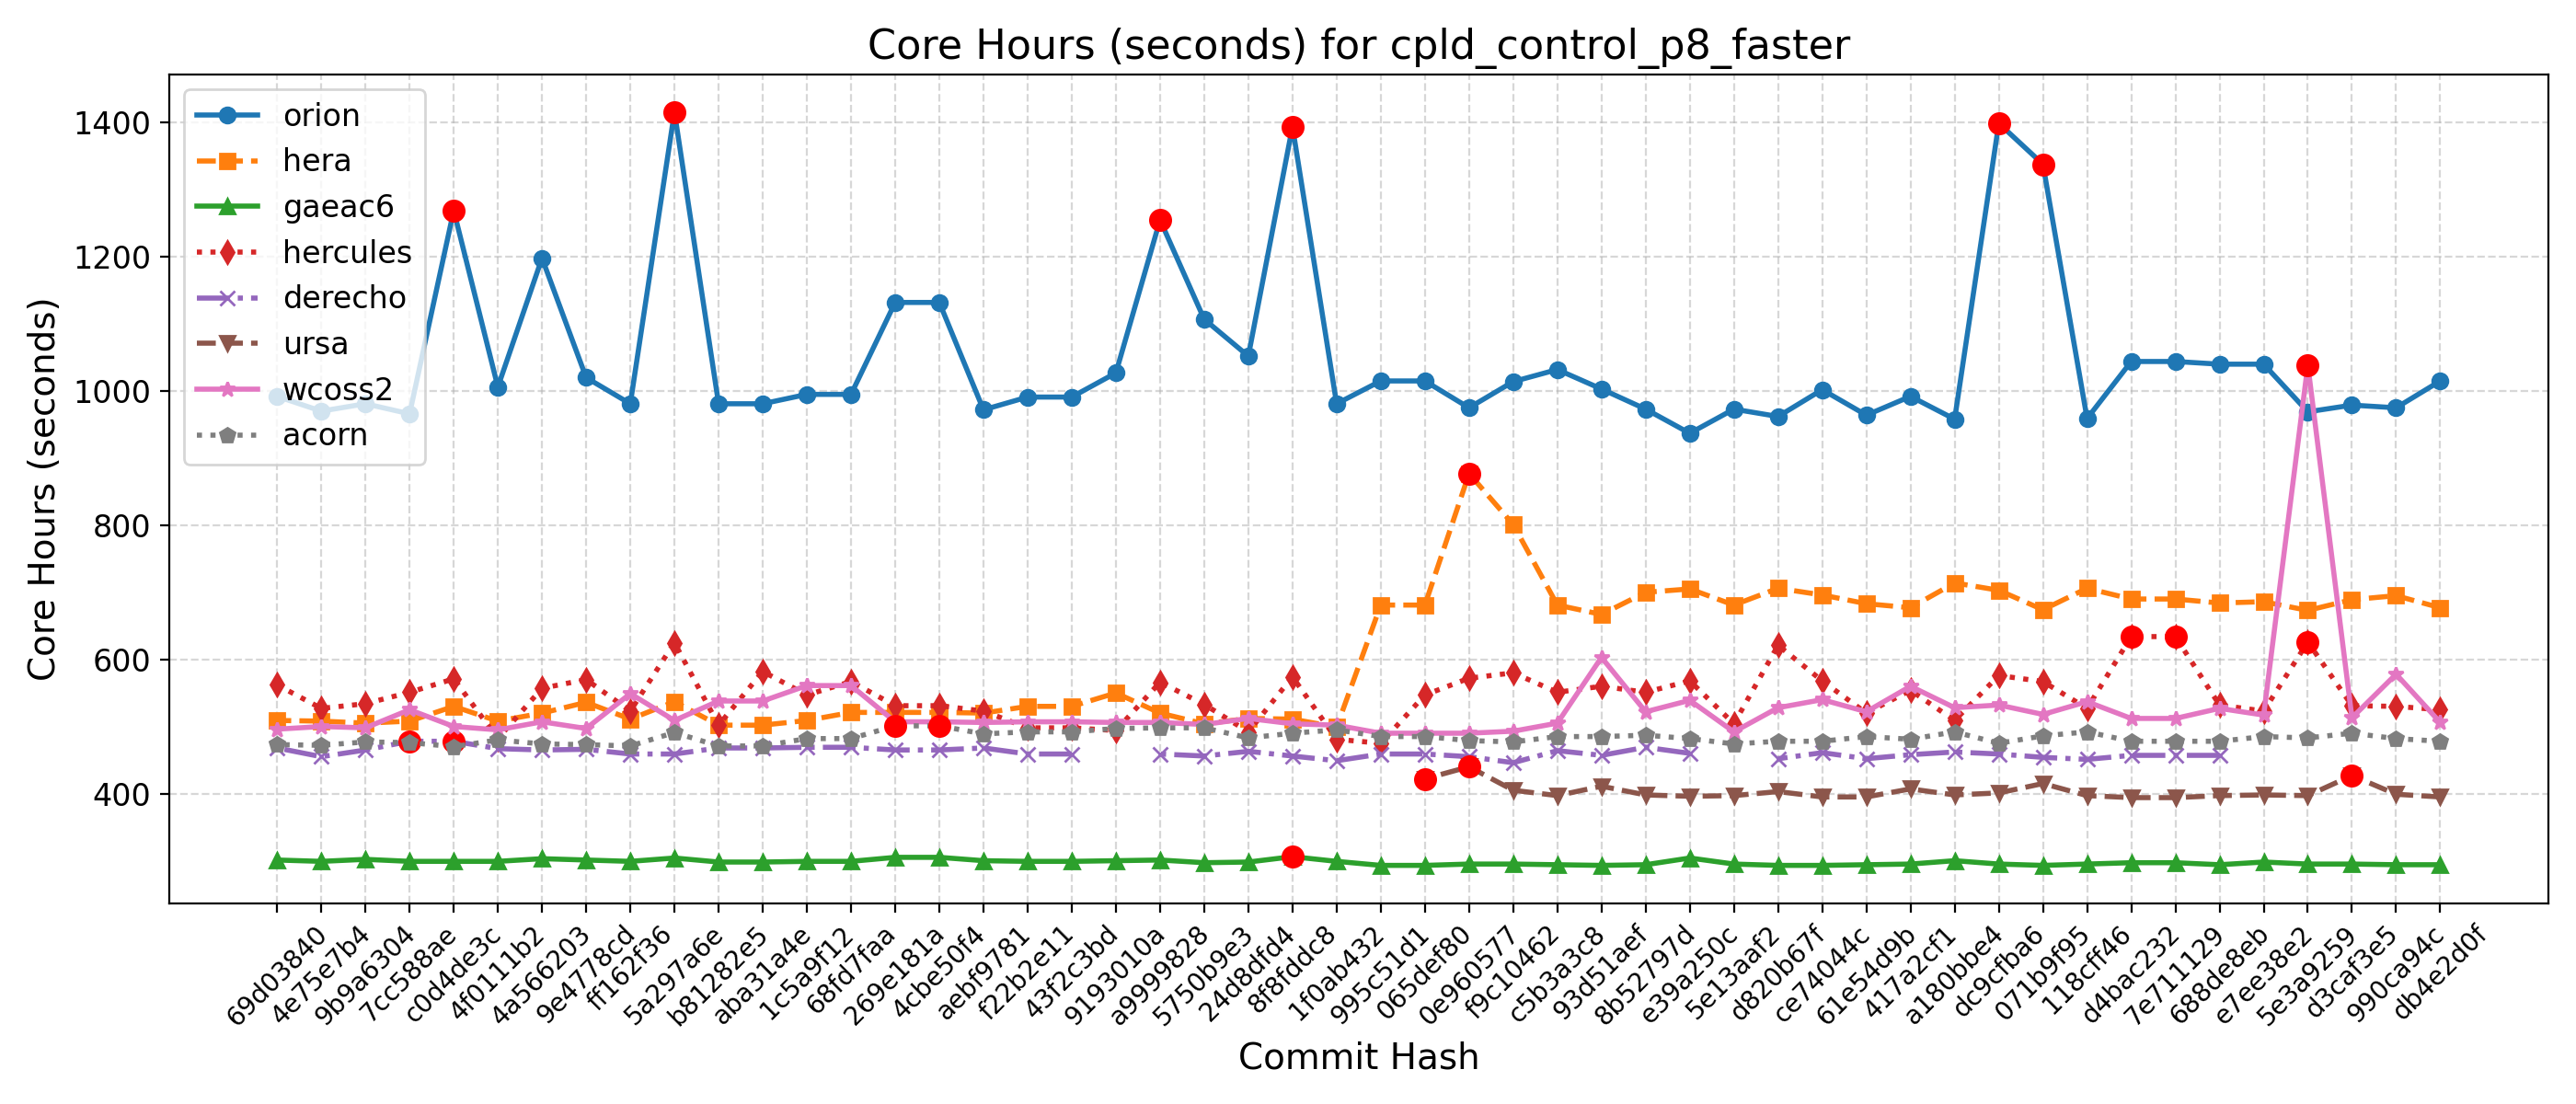 Core Hours (seconds) for cpld_control_p8_faster
Core Hours (seconds)
1400
1200
1000
800
600
400
orion
hera
gaeac6
hercules
derecho
ursa
wcoss2
acorn
69d03840
4e75e7b4
9b9a6304
7cc588ae
c0d4de3c
4f0111b2
4a566203
9e4778cd
ff162f36
5a297a6e
b81282e5
aba31a4e
1c5a9f12
68fd7faa
269e181a
4cbe50f4
aebf9781
f22b2e11
43f2c3bd
9193010a
a9999828
5750b9e3
24d8dfd4
8f8fddc8
1f0ab432
995c51d1
065def80
0e960577
f9c10462
c5b3a3c8
93d51aef
8b52797d
e39a250c
5e13aaf2
d820b67f
ce74044c
61e54d9b
417a2cf1
a180bbe4
dc9cfba6
071b9f95
118cff46
d4bac232
7e711129
688de8eb
e7ee38e2
5e3a9259
d3caf3e5
990ca94c
db4e2d0f
Commit Hash